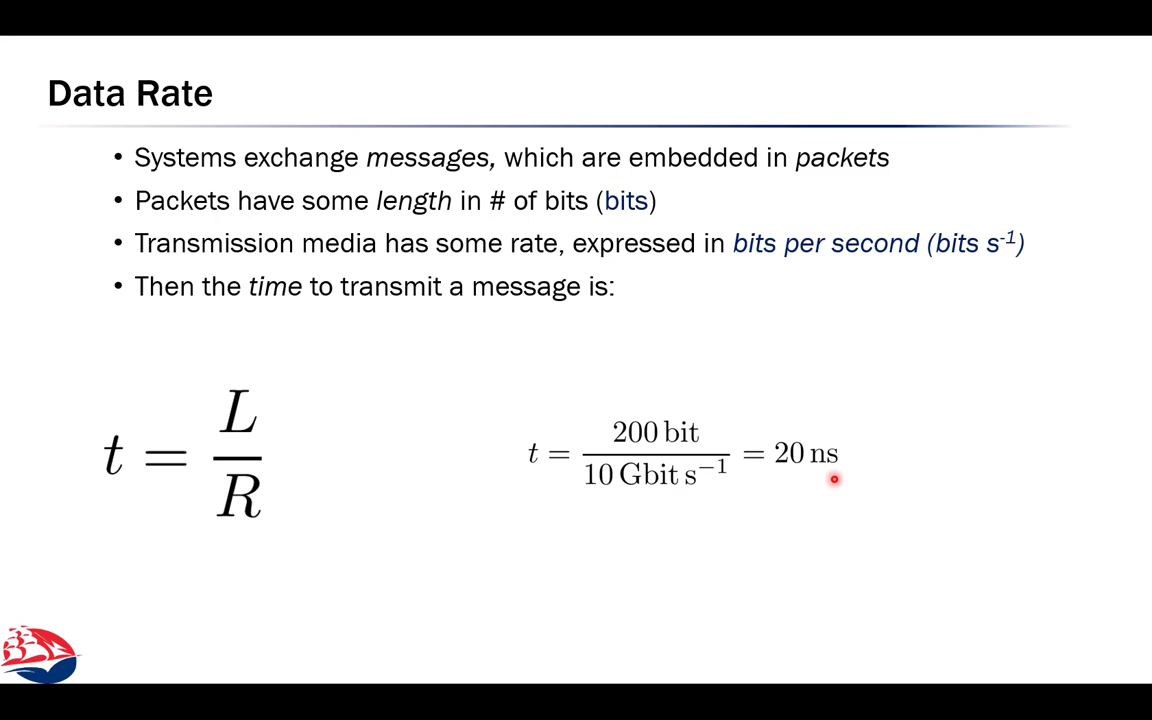 Data Rate
• Systems exchange messages, which are embedded in packets
• Packets have some length in # of bits (bits)
• Transmission media has some rate, expressed in bits per second (bits s⁻¹)
• Then the time to transmit a message is:
t = L/R
t = 200 bit / 10 Gbit s⁻¹ = 20 ns